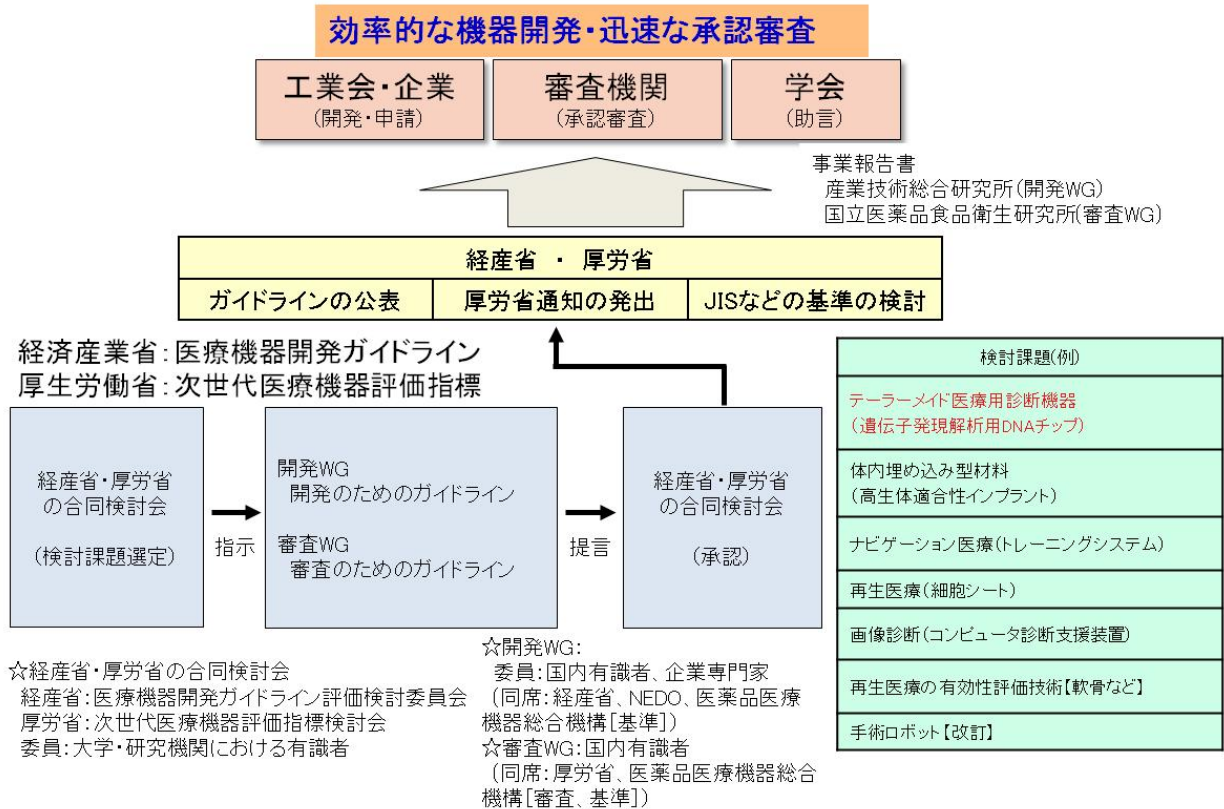 効率的な機器開発・迅速な承認審査
工業会・企業
(開発・申請)
審査機関
(承認審査)
学会
(助言)
事業報告書
産業技術総合研究所(開発WG)
国立医薬品食品衛生研究所(審査WG)
経産省 ・ 厚労省
ガイドラインの公表
厚労省通知の発出
JISなどの基準の検討
経済産業省:医療機器開発ガイドライン
厚生労働省:次世代医療機器評価指標
経産省・厚労省
の合同検討会
(検討課題選定)
指示
開発WG
開発のためのガイドライン
審査WG
審査のためのガイドライン
提言
経産省・厚労省
の合同検討会
(承認)
検討課題(例)
テーラーメイド医療用診断機器
(遺伝子発現解析用DNAチップ)
体内埋め込み型材料
(高生体適合性インプラント)
ナビゲーション医療(トレーニングシステム)
再生医療(細胞シート)
画像診断(コンピュータ診断支援装置)
再生医療の有効性評価技術【軟骨など】
手術ロボット【改訂】
☆経産省・厚労省の合同検討会
経産省:医療機器開発ガイドライン評価検討委員会
厚労省:次世代医療機器評価指標検討会
委員:大学・研究機関における有識者
☆開発WG:
委員:国内有識者、企業専門家
(同席:経産省、NEDO、医薬品医療
機器総合機構[基準])
☆審査WG:国内有識者
(同席:厚労省、医薬品医療機器総合
機構[審査、基準])